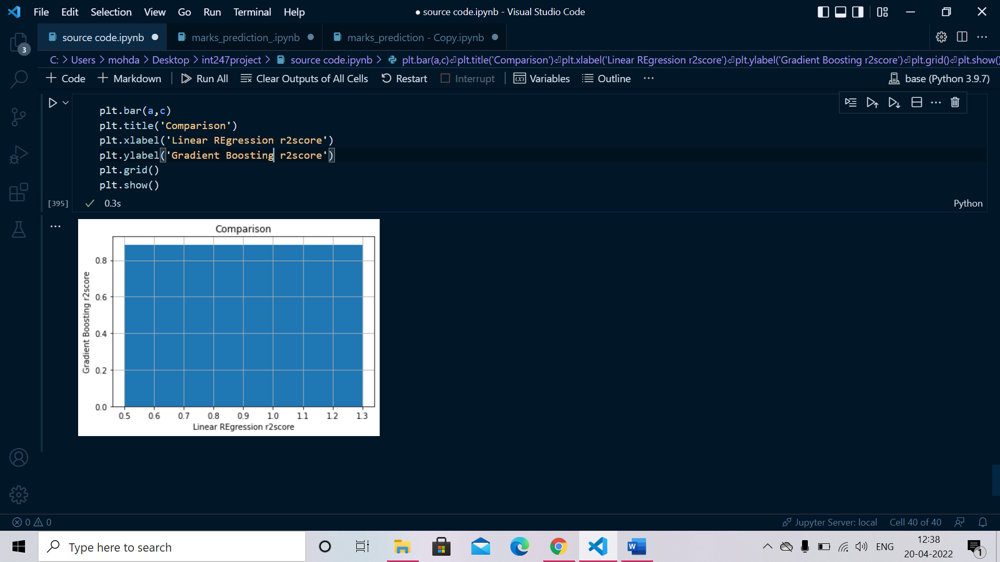 File Edit Selection View Go Run Terminal Help
● source code.ipynb - Visual Studio Code
source code.ipynb ● marks_prediction_.ipynb ● marks_prediction - Copy.ipynb ●
3
C: > Users > mohda > Desktop > int247project > source code.ipynb > plt.bar(a,c)⏎plt.title('Comparison')⏎plt.xlabel('Linear REgression r2score')⏎plt.ylabel('Gradient Boosting r2score')⏎plt.grid()⏎plt.show()
+ Code + Markdown | Run All Clear Outputs of All Cells Restart Interrupt | Variables Outline ...
base (Python 3.9.7)
plt.bar(a,c)
plt.title('Comparison')
plt.xlabel('Linear REgression r2score')
plt.ylabel('Gradient Boosting r2score')
plt.grid()
plt.show()
[395] ✓ 0.3s
Python
...
Comparison
Gradient Boosting r2score
0.8
0.6
0.4
0.2
0.0
0.5 0.6 0.7 0.8 0.9 1.0 1.1 1.2 1.3
Linear REgression r2score
0 0
Jupyter Server: local Cell 40 of 40
Type here to search
W
ENG
12:38
20-04-2022
1